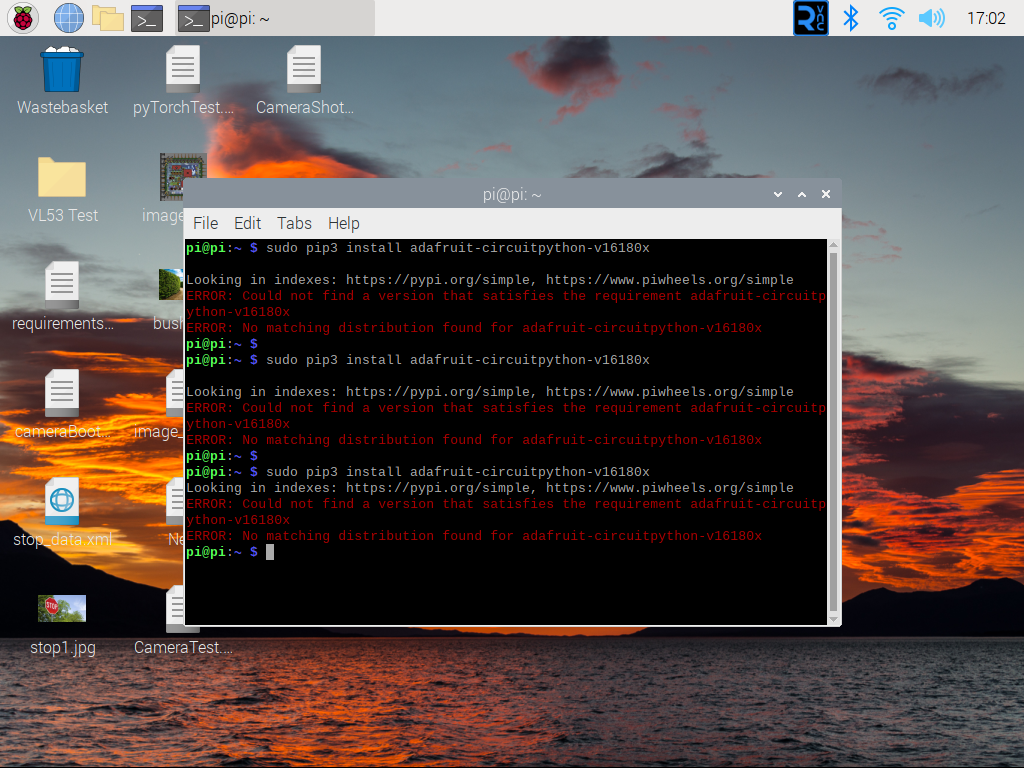 pi@pi: ~
VNC
17:02
Wastebasket
pyTorchTest....
CameraShot...
VL53 Test
requirements...
cameraBoot...
stop_data.xml
stop1.jpg
CameraTest....
pi@pi: ~
File Edit Tabs Help
pi@pi:~ $ sudo pip3 install adafruit-circuitpython-v16180x
Looking in indexes: https://pypi.org/simple, https://www.piwheels.org/simple
ERROR: Could not find a version that satisfies the requirement adafruit-circuitp
ython-v16180x
ERROR: No matching distribution found for adafruit-circuitpython-v16180x
pi@pi:~ $
pi@pi:~ $ sudo pip3 install adafruit-circuitpython-v16180x
Looking in indexes: https://pypi.org/simple, https://www.piwheels.org/simple
ERROR: Could not find a version that satisfies the requirement adafruit-circuitp
ython-v16180x
ERROR: No matching distribution found for adafruit-circuitpython-v16180x
pi@pi:~ $
pi@pi:~ $ sudo pip3 install adafruit-circuitpython-v16180x
Looking in indexes: https://pypi.org/simple, https://www.piwheels.org/simple
ERROR: Could not find a version that satisfies the requirement adafruit-circuitp
ython-v16180x
ERROR: No matching distribution found for adafruit-circuitpython-v16180x
pi@pi:~ $